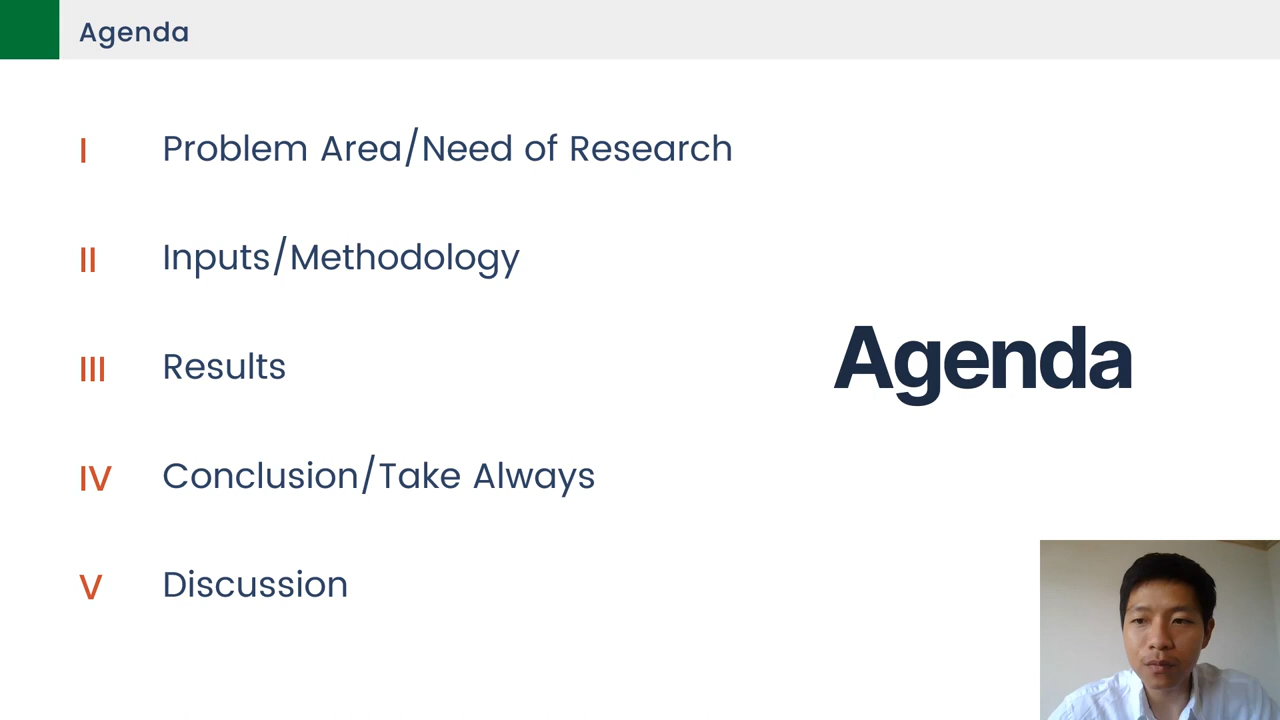 Agenda
I Problem Area/Need of Research
II Inputs/Methodology
III Results
IV Conclusion/Take Always
V Discussion
Agenda